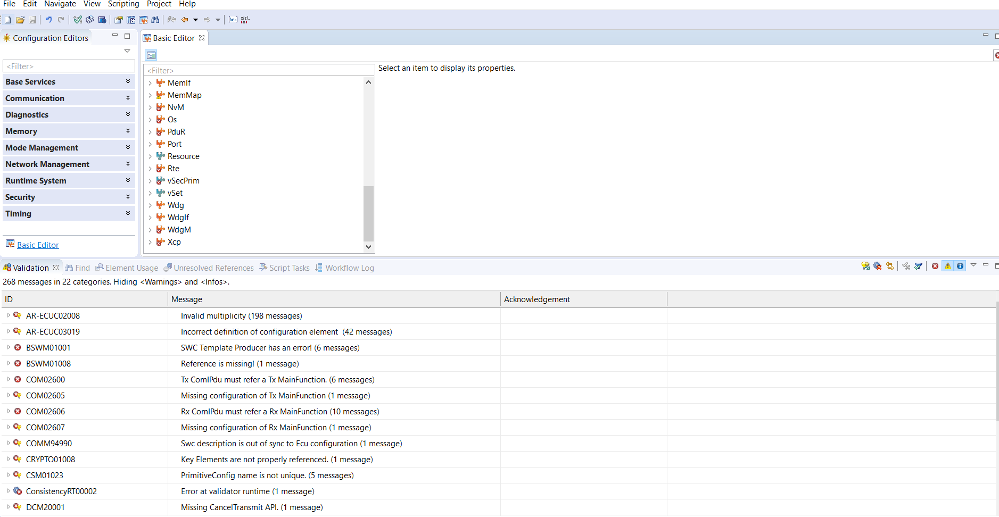 File Edit Navigate View Scripting Project Help
Configuration Editors
<Filter>
Base Services
Communication
Diagnostics
Memory
Mode Management
Network Management
Runtime System
Security
Timing
Basic Editor
Basic Editor
<Filter>
MemIf
MemMap
NvM
Os
PduR
Port
Resource
Rte
vSecPrim
vSet
Wdg
WdgIf
WdgM
Xcp
Select an item to display its properties.
Validation Find Element Usage Unresolved References Script Tasks Workflow Log
268 messages in 22 categories. Hiding <Warnings> and <Infos>.
ID Message Acknowledgement
AR-ECUC02008 Invalid multiplicity (198 messages)
AR-ECUC03019 Incorrect definition of configuration element (42 messages)
BSWM01001 SWC Template Producer has an error! (6 messages)
BSWM01008 Reference is missing! (1 message)
COM02600 Tx ComIPdu must refer a Tx MainFunction. (6 messages)
COM02605 Missing configuration of Tx MainFunction (1 message)
COM02606 Rx ComIPdu must refer a Rx MainFunction (10 messages)
COM02607 Missing configuration of Rx MainFunction (1 message)
COMM94990 Swc description is out of sync to Ecu configuration (1 message)
CRYPTO01008 Key Elements are not properly referenced. (1 message)
CSM01023 PrimitiveConfig name is not unique. (5 messages)
ConsistencyRT00002 Error at validator runtime (1 message)
DCM20001 Missing CancelTransmit API. (1 message)